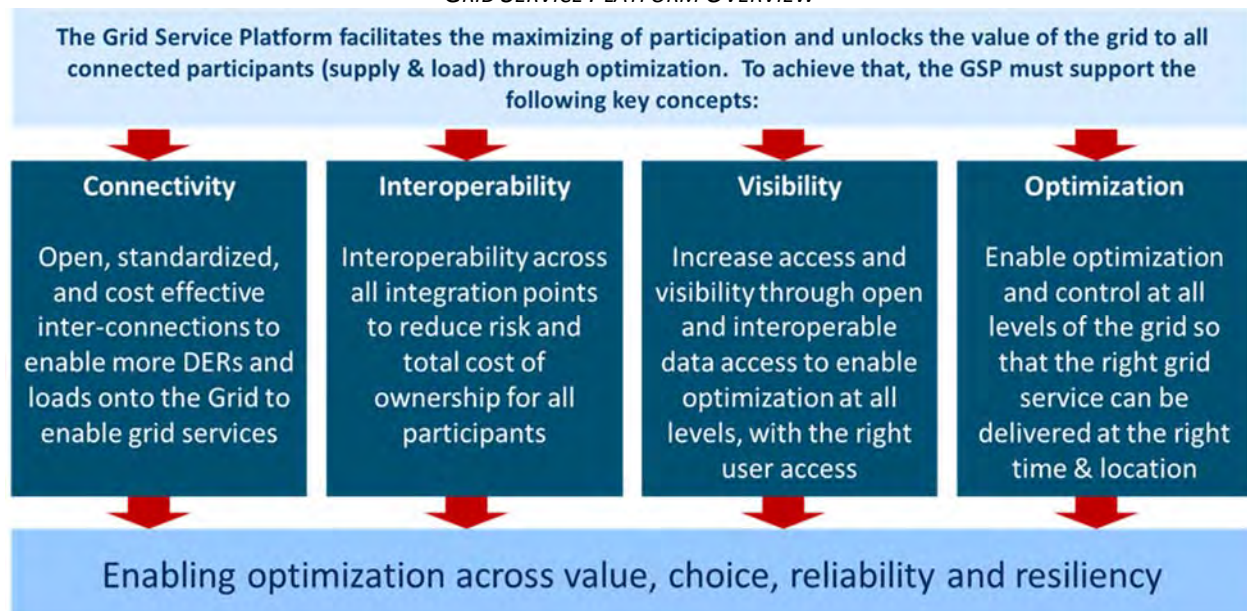 GRID SERVICE PLATFORM OVERVIEW
The Grid Service Platform facilitates the maximizing of participation and unlocks the value of the grid to all
connected participants (supply & load) through optimization.  To achieve that, the GSP must support the
following key concepts:
Connectivity
Open, standardized,
and cost effective
inter-connections to
enable more DERs and
loads onto the Grid to
enable grid services
Interoperability
Interoperability across
all integration points
to reduce risk and
total cost of
ownership for all
participants
Visibility
Increase access and
visibility through open
and interoperable
data access to enable
optimization at all
levels, with the right
user access
Optimization
Enable optimization
and control at all
levels of the grid so
that the right grid
service can be
delivered at the right
time & location
Enabling optimization across value, choice, reliability and resiliency